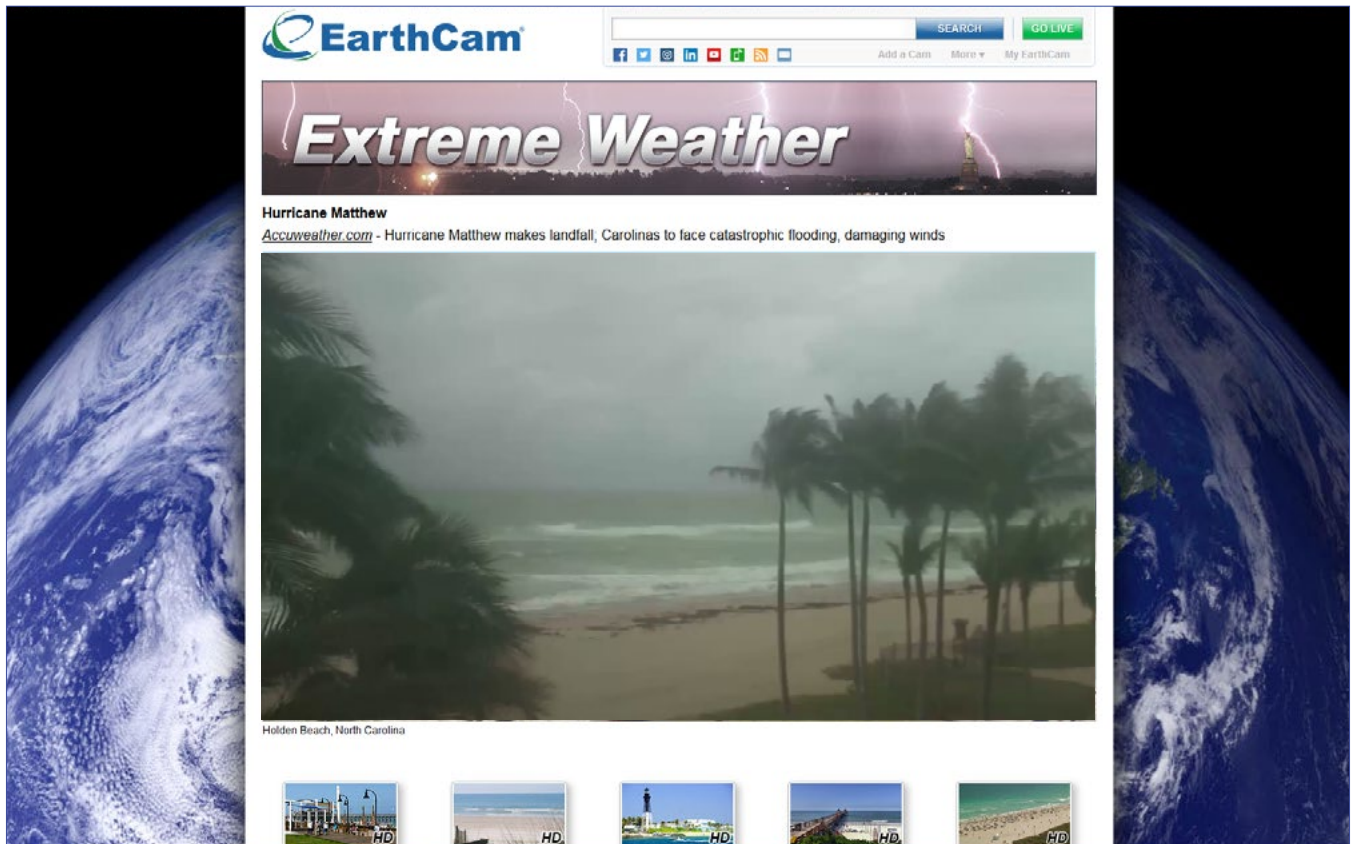 EarthCam
SEARCH
GO LIVE
Add a Cam More ▾ My EarthCam
Extreme Weather
Hurricane Matthew
Accuweather.com - Hurricane Matthew makes landfall; Carolinas to face catastrophic flooding, damaging winds
Holden Beach, North Carolina
HD HD HD HD HD